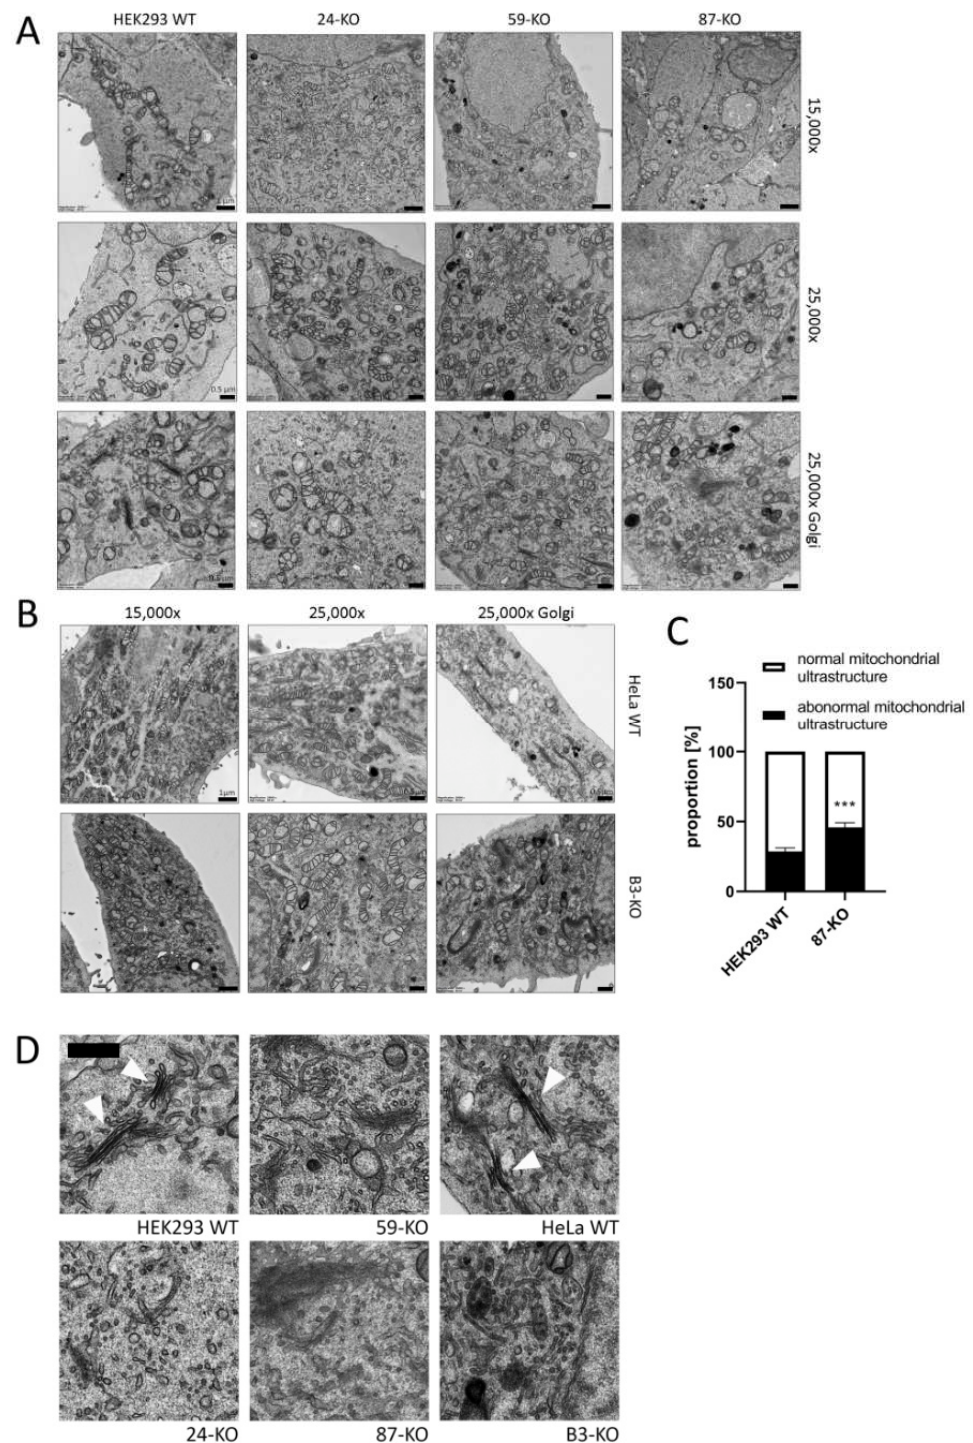 A
HEK293 WT
24-KO
59-KO
87-KO
15,000x
25,000x
0.5 µm
25,000x Golgi
B
15,000x
25,000x
25,000x Golgi
HeLa WT
1µm
B3-KO
C
normal mitochondrial
ultrastructure
abonormal mitochondrial
ultrastructure
proportion [%]
150
100
50
0
***
HEK293 WT
87-KO
D
HEK293 WT
59-KO
HeLa WT
24-KO
87-KO
B3-KO